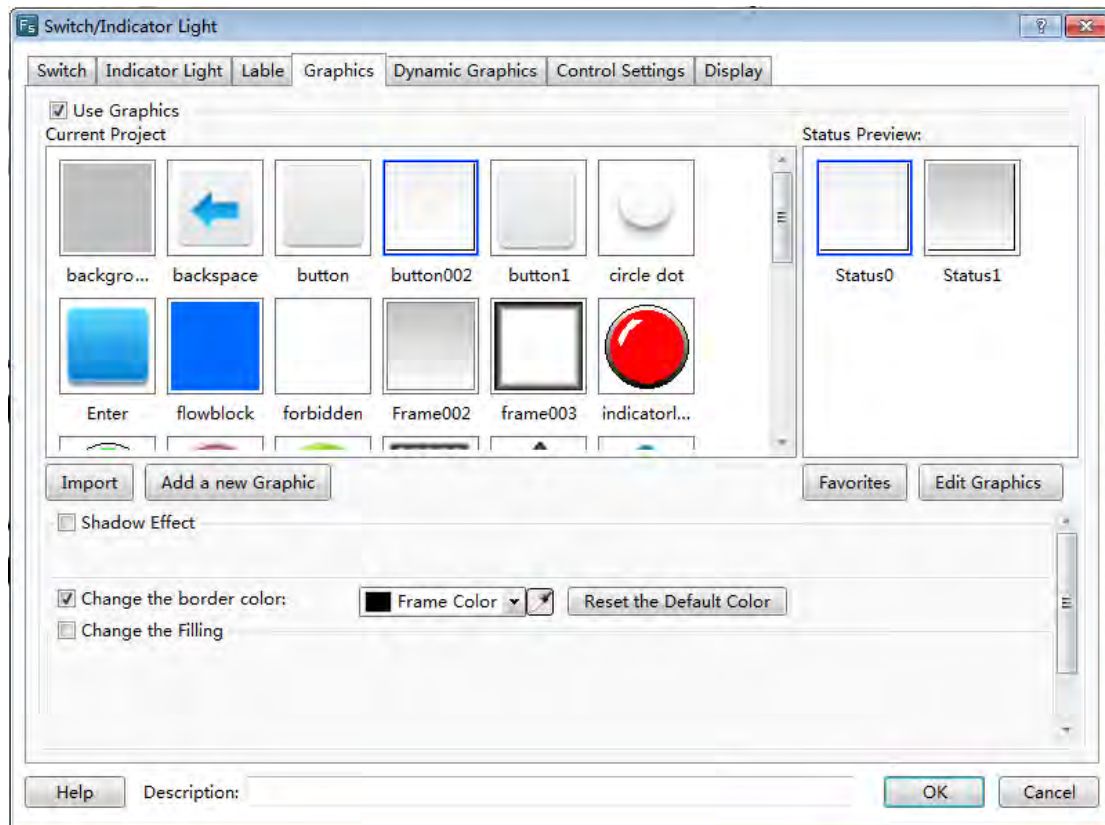 Fs Switch/Indicator Light
Switch Indicator Light Lable Graphics Dynamic Graphics Control Settings Display
Use Graphics
Current Project Status Preview:
backgro... backspace button button002 button1 circle dot Status0 Status1
Enter flowblock forbidden Frame002 frame003 indicatorl...
Import Add a new Graphic Favorites Edit Graphics
Shadow Effect
Change the border color: Frame Color Reset the Default Color
Change the Filling
Help Description: OK Cancel